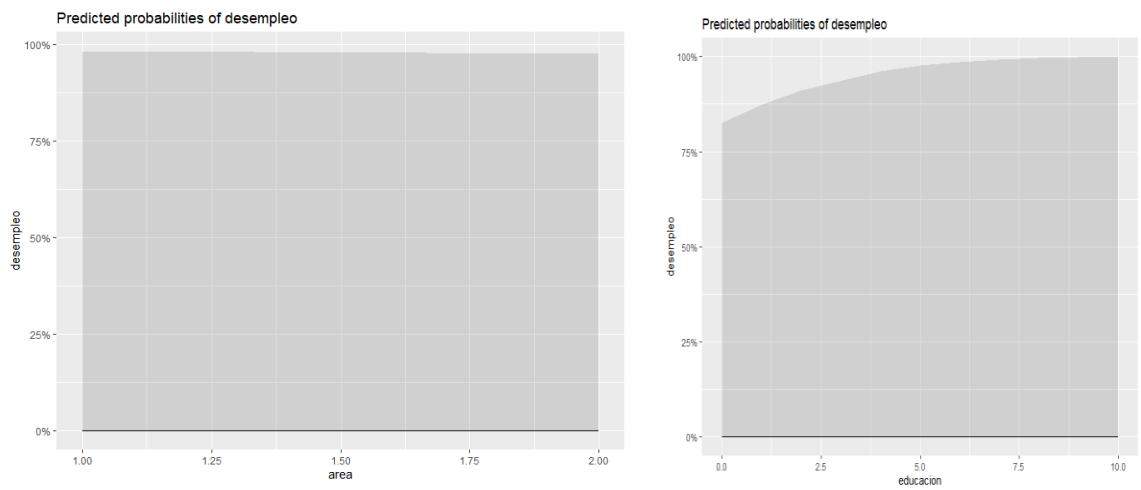 Predicted probabilities of desempleo
100%
75%
50%
25%
0%
desempleo
1.00 1.25 1.50 1.75 2.00
area
Predicted probabilities of desempleo
100%
75%
50%
25%
0%
desempleo
0.0 2.5 5.0 7.5 10.0
educacion